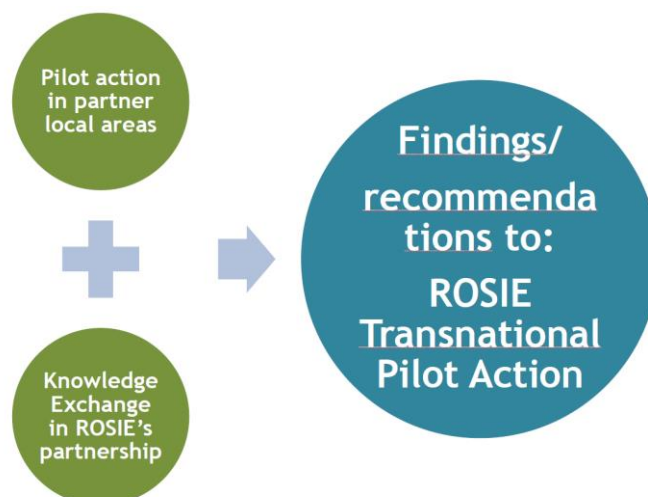 Pilot action
in partner
local areas
Knowledge
Exchange
in ROSIE’s
partnership
Findings/
recommenda
tions to:
ROSIE
Transnational
Pilot Action